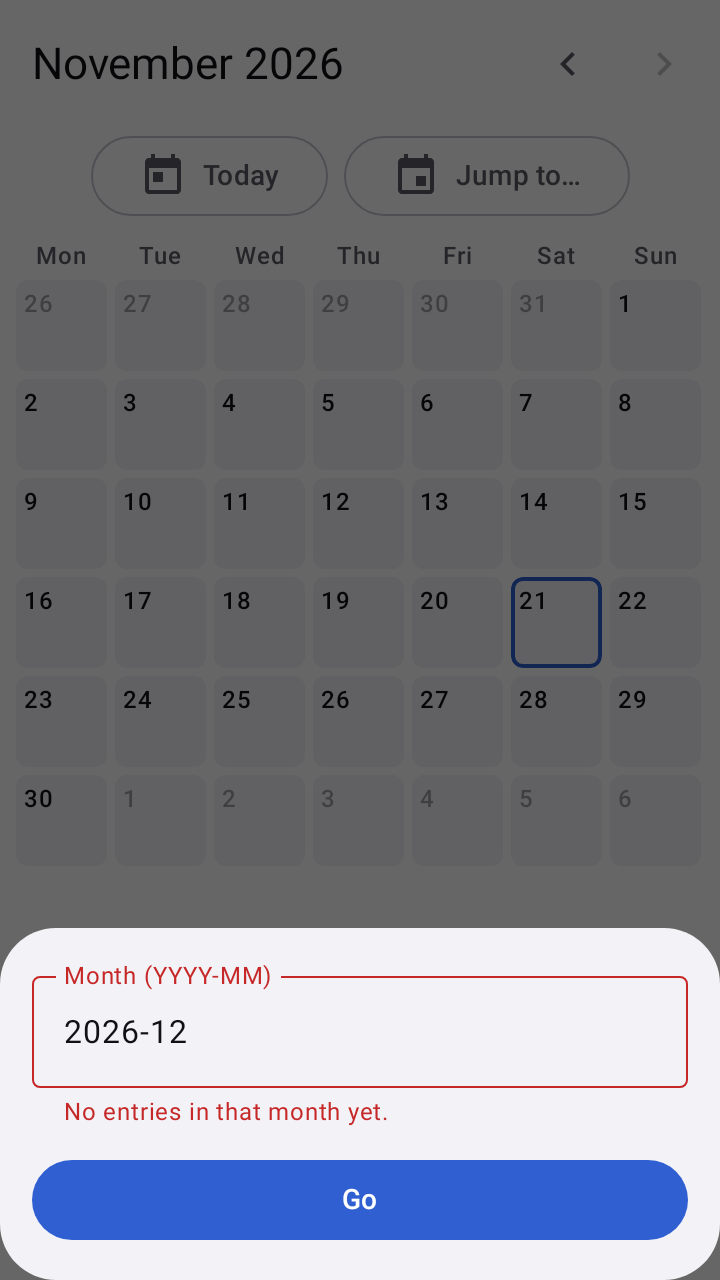 November 2026
Today Jump to…
Mon Tue Wed Thu Fri Sat Sun
26 27 28 29 30 31 1
2 3 4 5 6 7 8
9 10 11 12 13 14 15
16 17 18 19 20 21 22
23 24 25 26 27 28 29
30 1 2 3 4 5 6
Month (YYYY-MM)
2026-12
No entries in that month yet.
Go